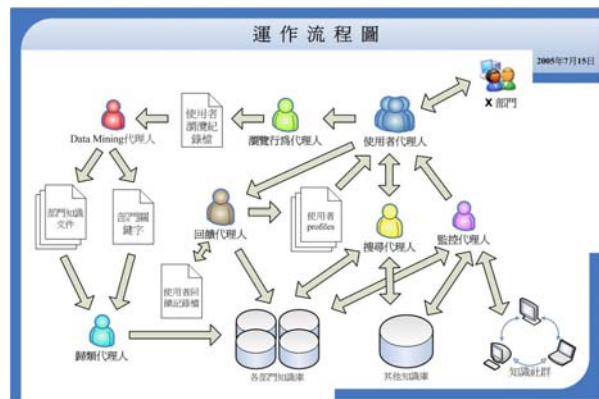 運作流程圖
2005年7月15日
X 部門
使用者
瀏覽紀
錄檔
Data Mining代理人
瀏覽行為代理人
使用者代理人
部門知識
文件
部門關
鍵字
回饋代理人
使用者
profiles
搜尋代理人
監控代理人
使用者回
饋記錄檔
歸類代理人
各部門知識庫
其他知識庫
知識社群